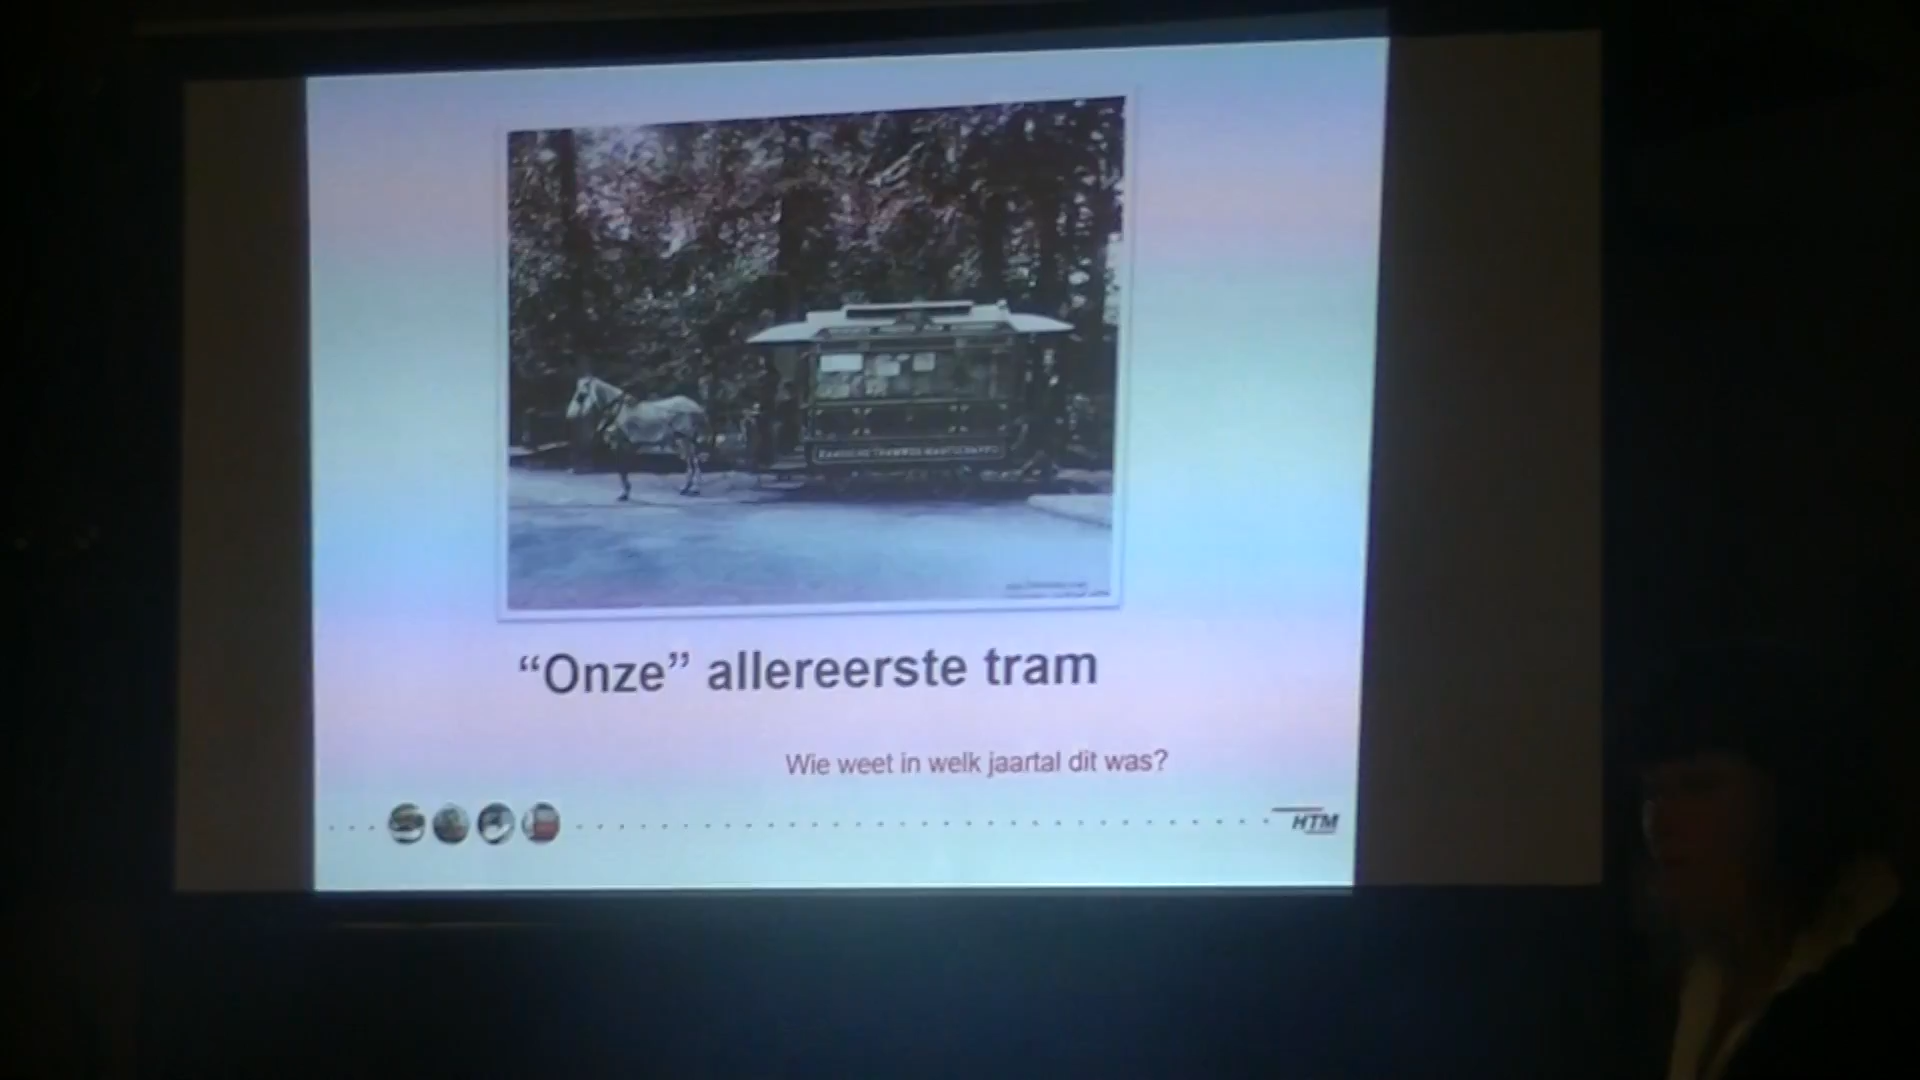 “Onze” allereerste tram
Wie weet in welk jaartal dit was?
HTM